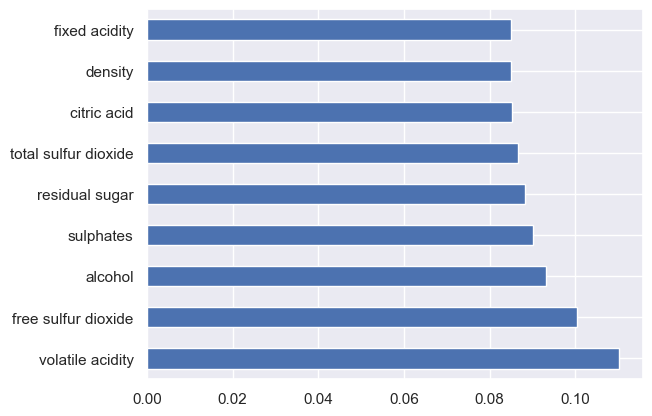 fixed acidity
density
citric acid
total sulfur dioxide
residual sugar
sulphates
alcohol
free sulfur dioxide
volatile acidity
0.00 0.02 0.04 0.06 0.08 0.10